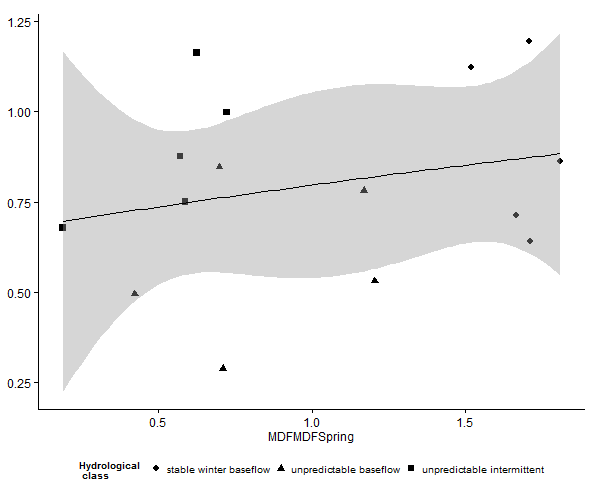 1.25
1.00
0.75
0.50
0.25
0.5 1.0 1.5
MDFMDFSpring
Hydrological
class
stable winter baseflow unpredictable baseflow unpredictable intermittent